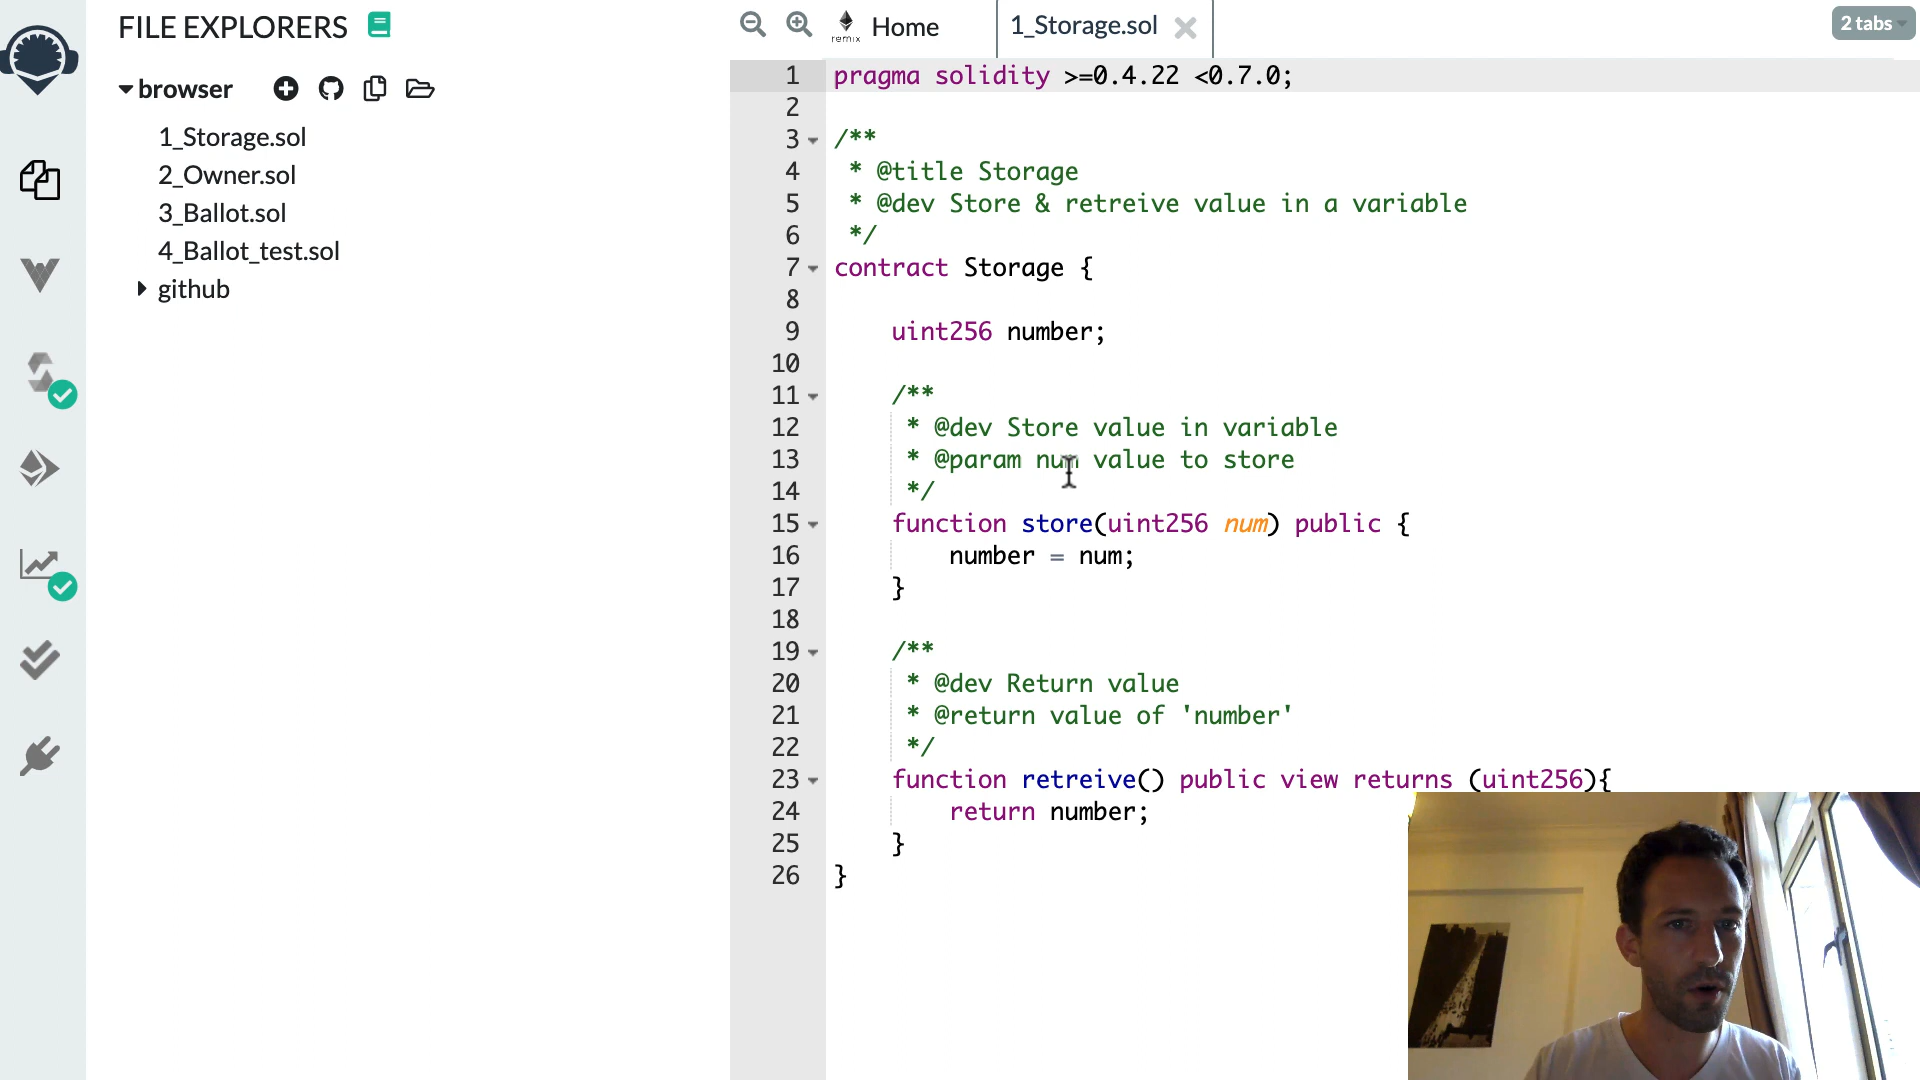 FILE EXPLORERS
browser
1_Storage.sol
2_Owner.sol
3_Ballot.sol
4_Ballot_test.sol
github
remix
Home
1_Storage.sol
2 tabs
1 pragma solidity >=0.4.22 <0.7.0;
2
3 /**
4  * @title Storage
5  * @dev Store & retreive value in a variable
6  */
7 contract Storage {
8
9     uint256 number;
10
11     /**
12      * @dev Store value in variable
13      * @param num value to store
14      */
15     function store(uint256 num) public {
16         number = num;
17     }
18
19     /**
20      * @dev Return value
21      * @return value of 'number'
22      */
23     function retreive() public view returns (uint256){
24         return number;
25     }
26 }